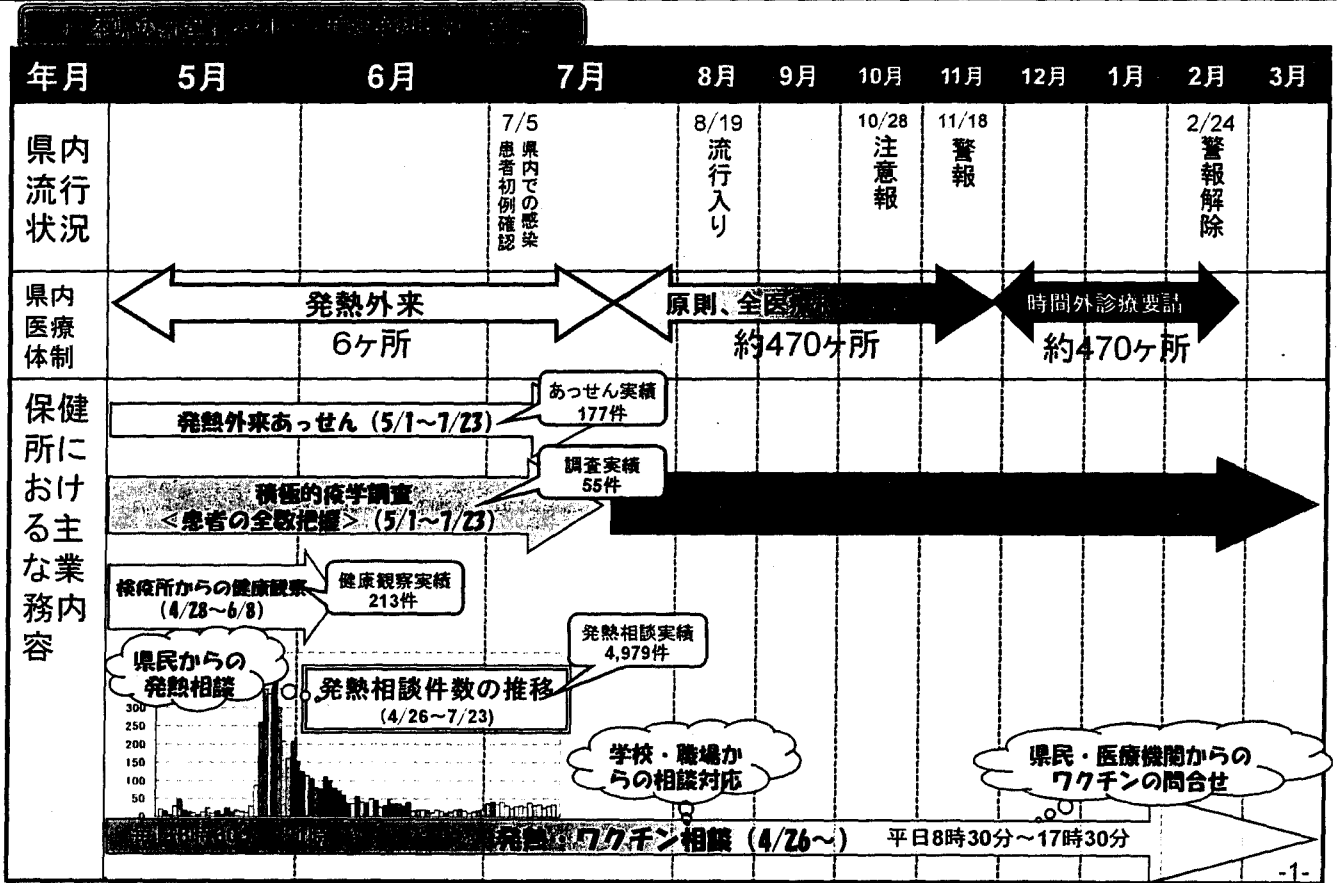 年月 5月 6月 7月 8月 9月 10月 11月 12月 1月 2月 3月
県内
流行
状況
7/5
県内での感染
患者初例確認
8/19
流行入り
10/28
注意報
11/18
警報
2/24
警報解除
県内
医療
体制
発熱外来
6ヶ所
原則、全医
約470ヶ所
時間外診療要請
約470ヶ所
保健
所に
おけ
る主
な業
務内
容
発熱外来あっせん (5/1～7/23)
あっせん実績
177件
積極的疫学調査
<患者の全数把握> (5/1～7/23)
調査実績
55件
検疫所からの健康観察
(4/28～6/8)
健康観察実績
213件
県民からの
発熱相談
発熱相談件数の推移
(4/26～7/23)
発熱相談実績
4,979件
300
250
200
150
100
50
学校・職場か
らの相談対応
県民・医療機関からの
ワクチンの問合せ
発熱・ワクチン相談 (4/26～) 平日8時30分～17時30分
-1-